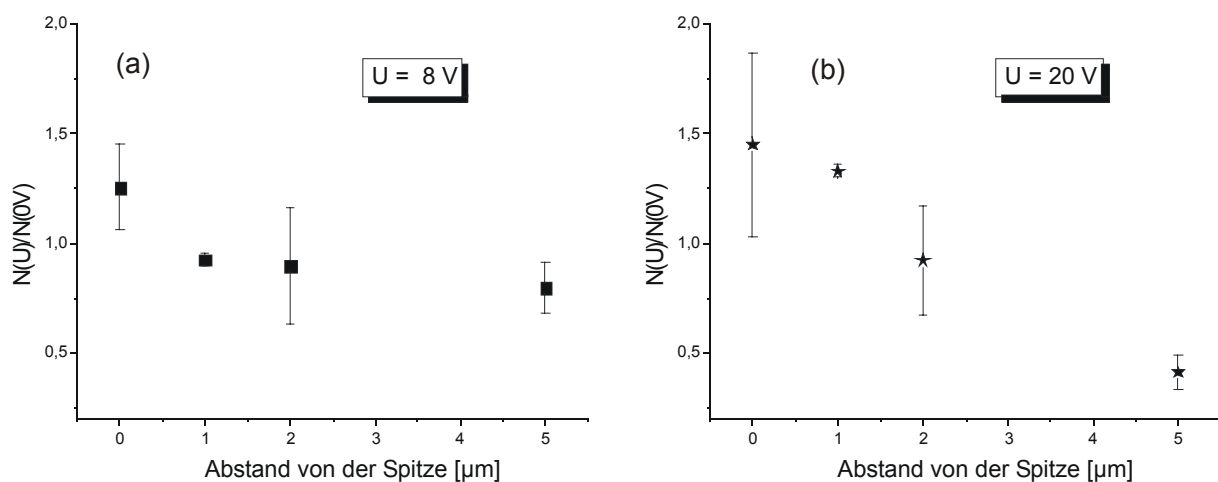 (a)
U = 8 V
N(U)/N(0V)
2,0
1,5
1,0
0,5
0 1 2 3 4 5
Abstand von der Spitze [µm]
(b)
U = 20 V
N(U)/N(0V)
2,0
1,5
1,0
0,5
0 1 2 3 4 5
Abstand von der Spitze [µm]